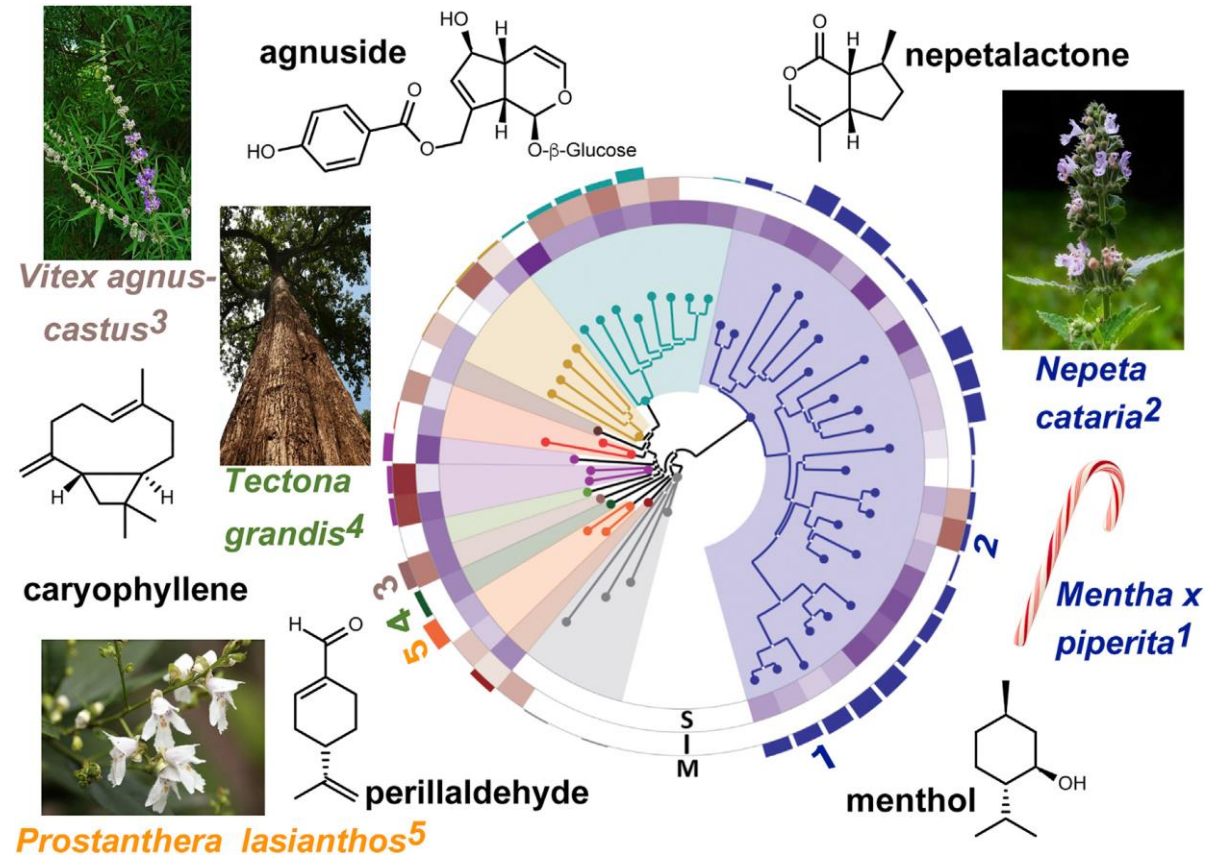 agnuside
HO
H
O
O
HO
O
H
O-β-Glucose
nepetalactone
O
H
O
H
Vitex agnus-
castus3
Tectona
grandis4
Nepeta
cataria2
H
H
caryophyllene
Mentha x
piperita1
2
3
4
5
1
S
I
M
H
O
perillaldehyde
menthol
OH
Prostanthera lasianthos5